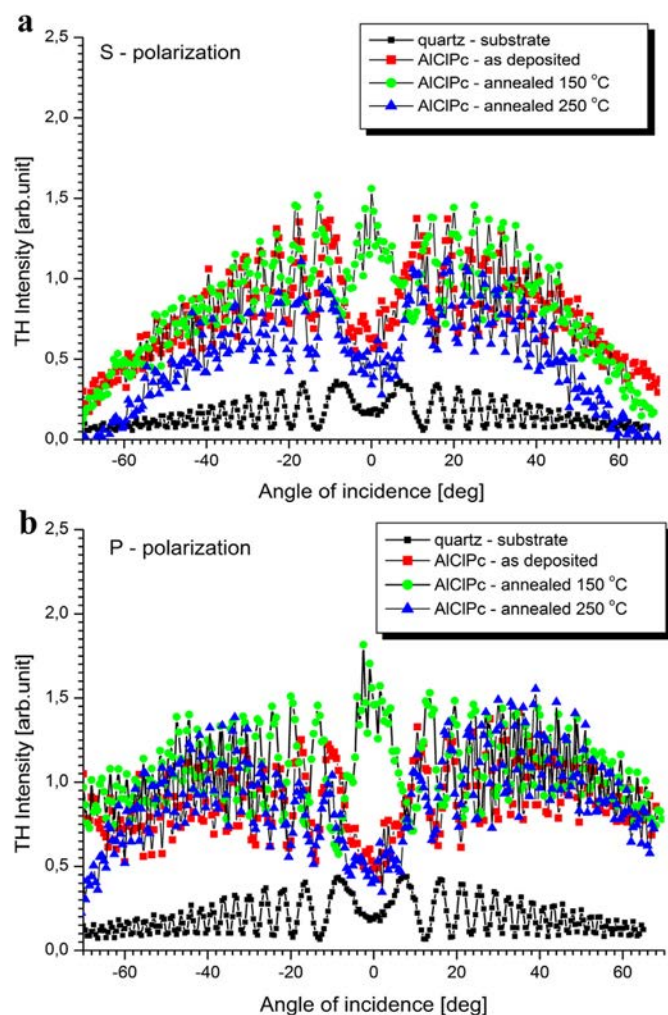 a
S - polarization
quartz - substrate
AlClPc - as deposited
AlClPc - annealed 150 °C
AlClPc - annealed 250 °C
TH Intensity [arb.unit]
2,5
2,0
1,5
1,0
0,5
0,0
-60 -40 -20 0 20 40 60
Angle of incidence [deg]
b
P - polarization
quartz - substrate
AlClPc - as deposited
AlClPc - annealed 150 °C
AlClPc - annealed 250 °C
TH Intensity [arb.unit]
2,5
2,0
1,5
1,0
0,5
0,0
-60 -40 -20 0 20 40 60
Angle of incidence [deg]